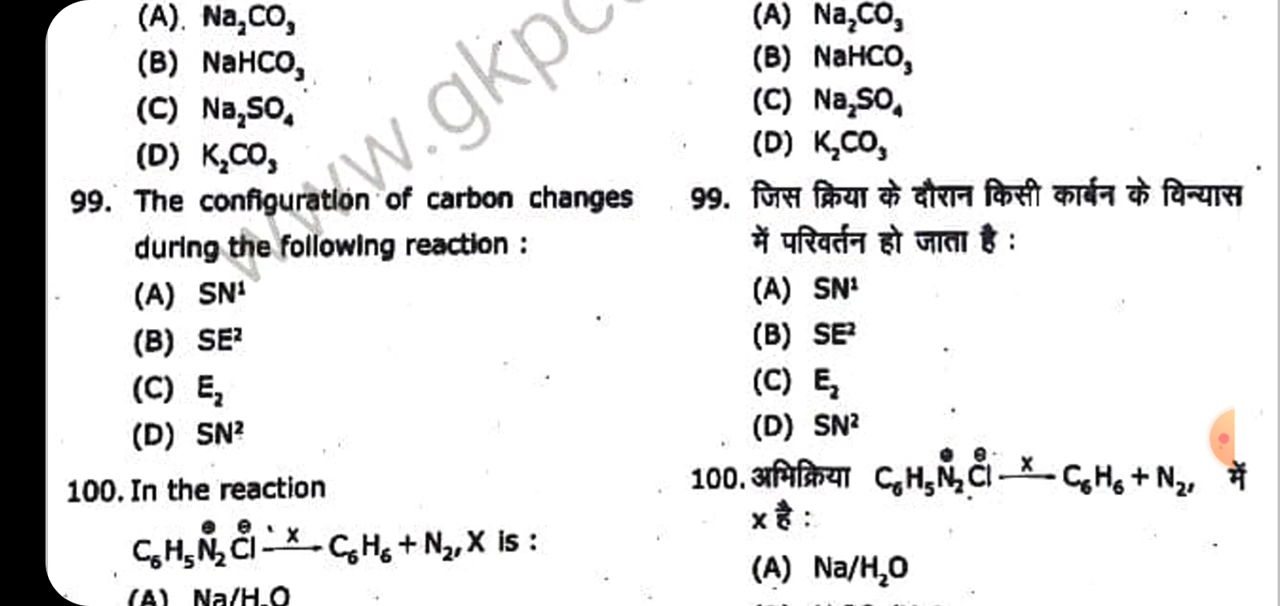 (A). Na₂CO₃
(B) NaHCO₃
(C) Na₂SO₄
(D) K₂CO₃
99. The configuration of carbon changes
during the following reaction :
(A) SN¹
(B) SE²
(C) E₂
(D) SN²
100. In the reaction
C₆H₅N₂⊕ Cl⊖ —x— C₆H₆ + N₂, X is :
(A) Na/H₂O
(A) Na₂CO₃
(B) NaHCO₃
(C) Na₂SO₄
(D) K₂CO₃
99. जिस क्रिया के दौरान किसी कार्बन के विन्यास
में परिवर्तन हो जाता है :
(A) SN¹
(B) SE²
(C) E₂
(D) SN²
100. अभिक्रिया C₆H₅N₂⊕ Cl⊖ —x— C₆H₆ + N₂, में
x है :
(A) Na/H₂O
www.gkpc